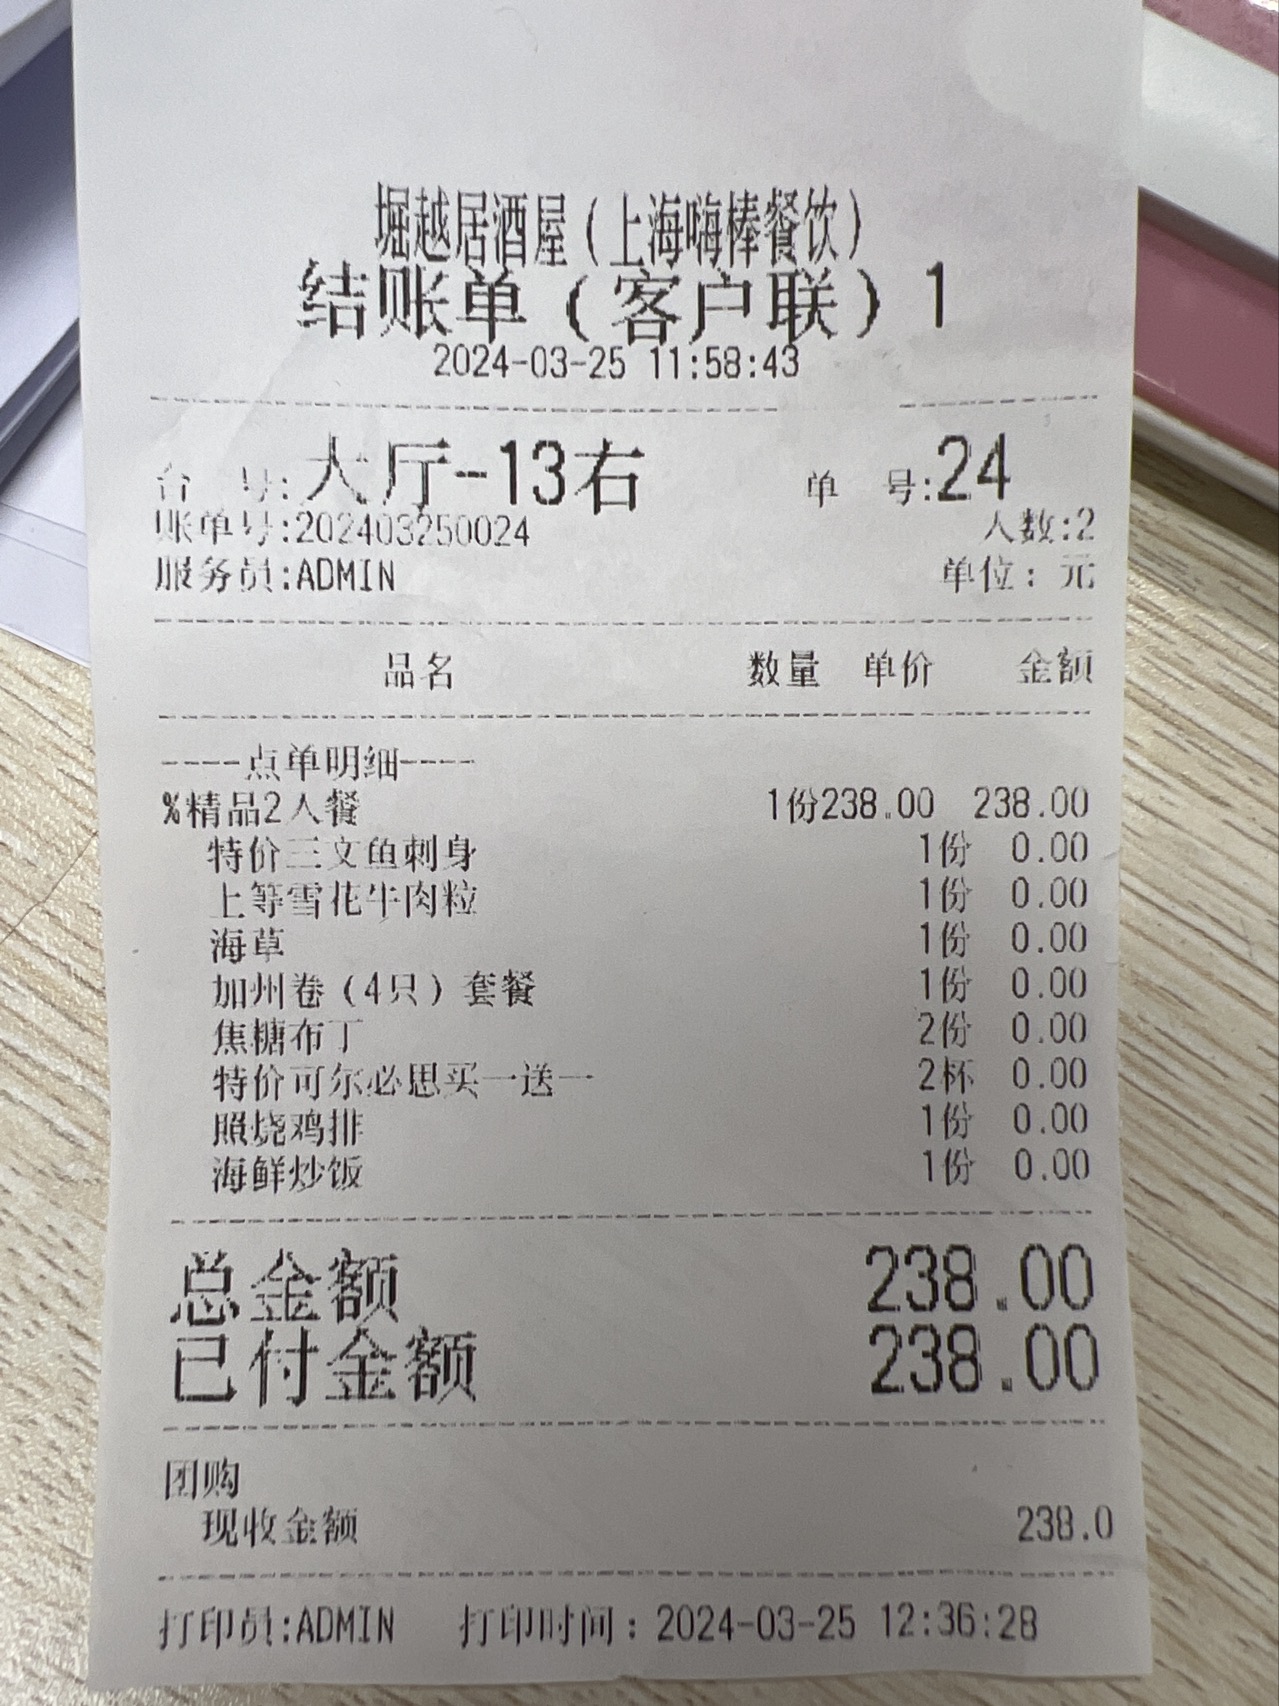 堀越居酒屋(上海嗨棒餐饮)
结账单(客户联)1
2024-03-25 11:58:43
台 号:大厅-13右 单 号:24
账单号:202403250024 人数:2
服务员:ADMIN 单位: 元
品名 数量 单价 金额
----点单明细----
%精品2人餐 1份238.00 238.00
特价三文鱼刺身 1份 0.00
上等雪花牛肉粒 1份 0.00
海草 1份 0.00
加州卷(4只)套餐 1份 0.00
焦糖布丁 2份 0.00
特价可尔必思买一送一 2杯 0.00
照烧鸡排 1份 0.00
海鲜炒饭 1份 0.00
总金额 238.00
已付金额 238.00
团购
现收金额 238.0
打印员:ADMIN 打印时间: 2024-03-25 12:36:28